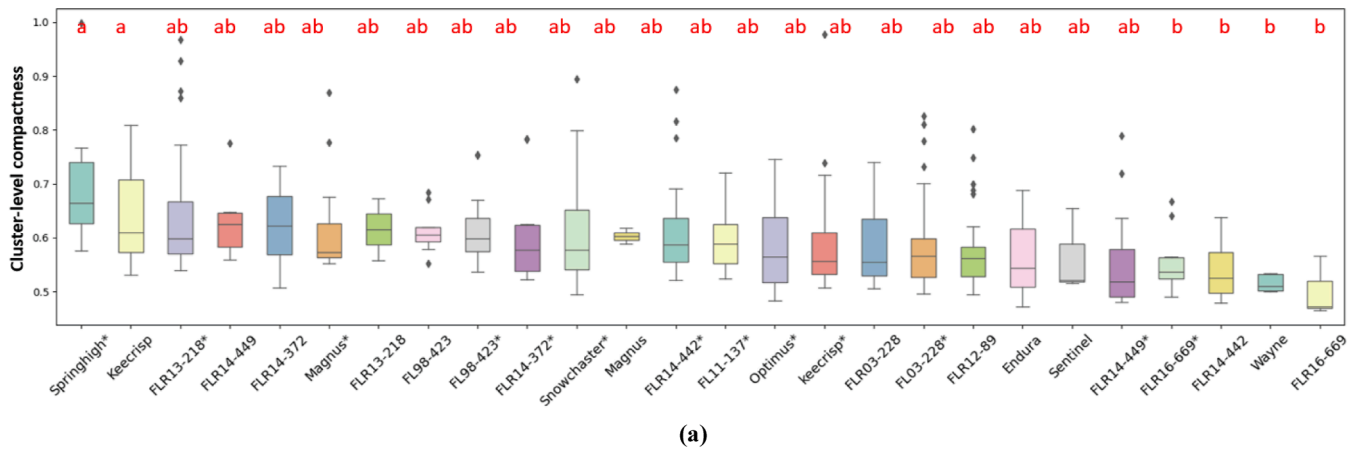 1.0
a a ab ab ab ab ab ab ab ab ab ab ab ab ab ab ab ab ab ab ab ab b b b b
0.9
0.8
0.7
0.6
0.5
Cluster-level compactness
Springhigh* Keecrisp FLR13-218* FLR14-449 FLR14-372 Magnus* FLR13-218 FL98-423 FL98-423* FLR14-372* Snowchaster* Magnus FLR14-442* FL11-137* Optimus* keecrisp* FLR03-228 FL03-228* FLR12-89 Endura Sentinel FLR14-449* FLR16-669* FLR14-442 Wayne FLR16-669
(a)